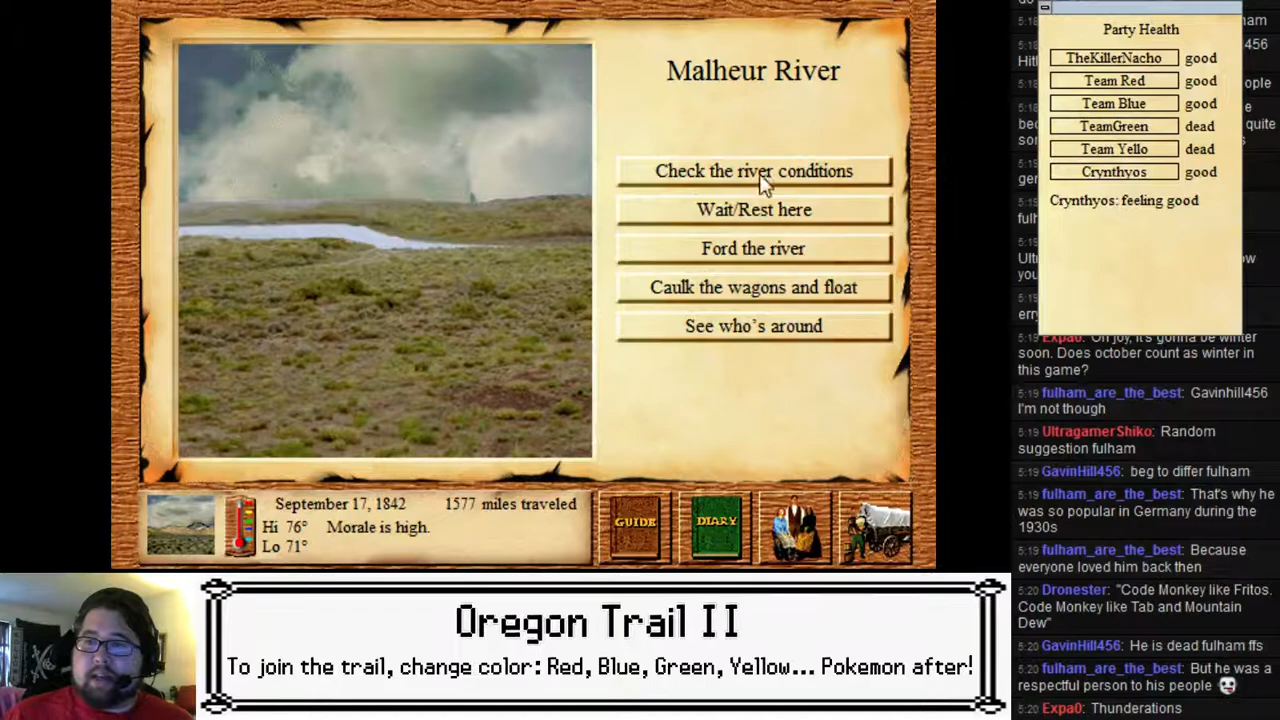 Malheur River
Check the river conditions
Wait/Rest here
Ford the river
Caulk the wagons and float
See who's around
September 17, 1842 1577 miles traveled
Hi 76° Morale is high.
Lo 71°
GUIDE
DIARY
Party Health
TheKillerNacho good
Team Red good
Team Blue good
TeamGreen dead
Team Yello dead
Crynthyos good
Crynthyos: feeling good
Oregon Trail II
To join the trail, change color: Red, Blue, Green, Yellow... Pokemon after!
soon. Does october count as winter in
this game?
5:19 fulham_are_the_best: Gavinhill456
I'm not though
5:19 UltragamerShiko: Random
suggestion fulham
5:19 GavinHill456: beg to differ fulham
5:19 fulham_are_the_best: That's why he
was so popular in Germany during the
1930s
5:19 fulham_are_the_best: Because
everyone loved him back then
5:20 Dronester: "Code Monkey like Fritos.
Code Monkey like Tab and Mountain
Dew"
5:20 GavinHill456: He is dead fulham ffs
5:20 fulham_are_the_best: But he was a
respectful person to his people
5:20 Expa0: Thunderations